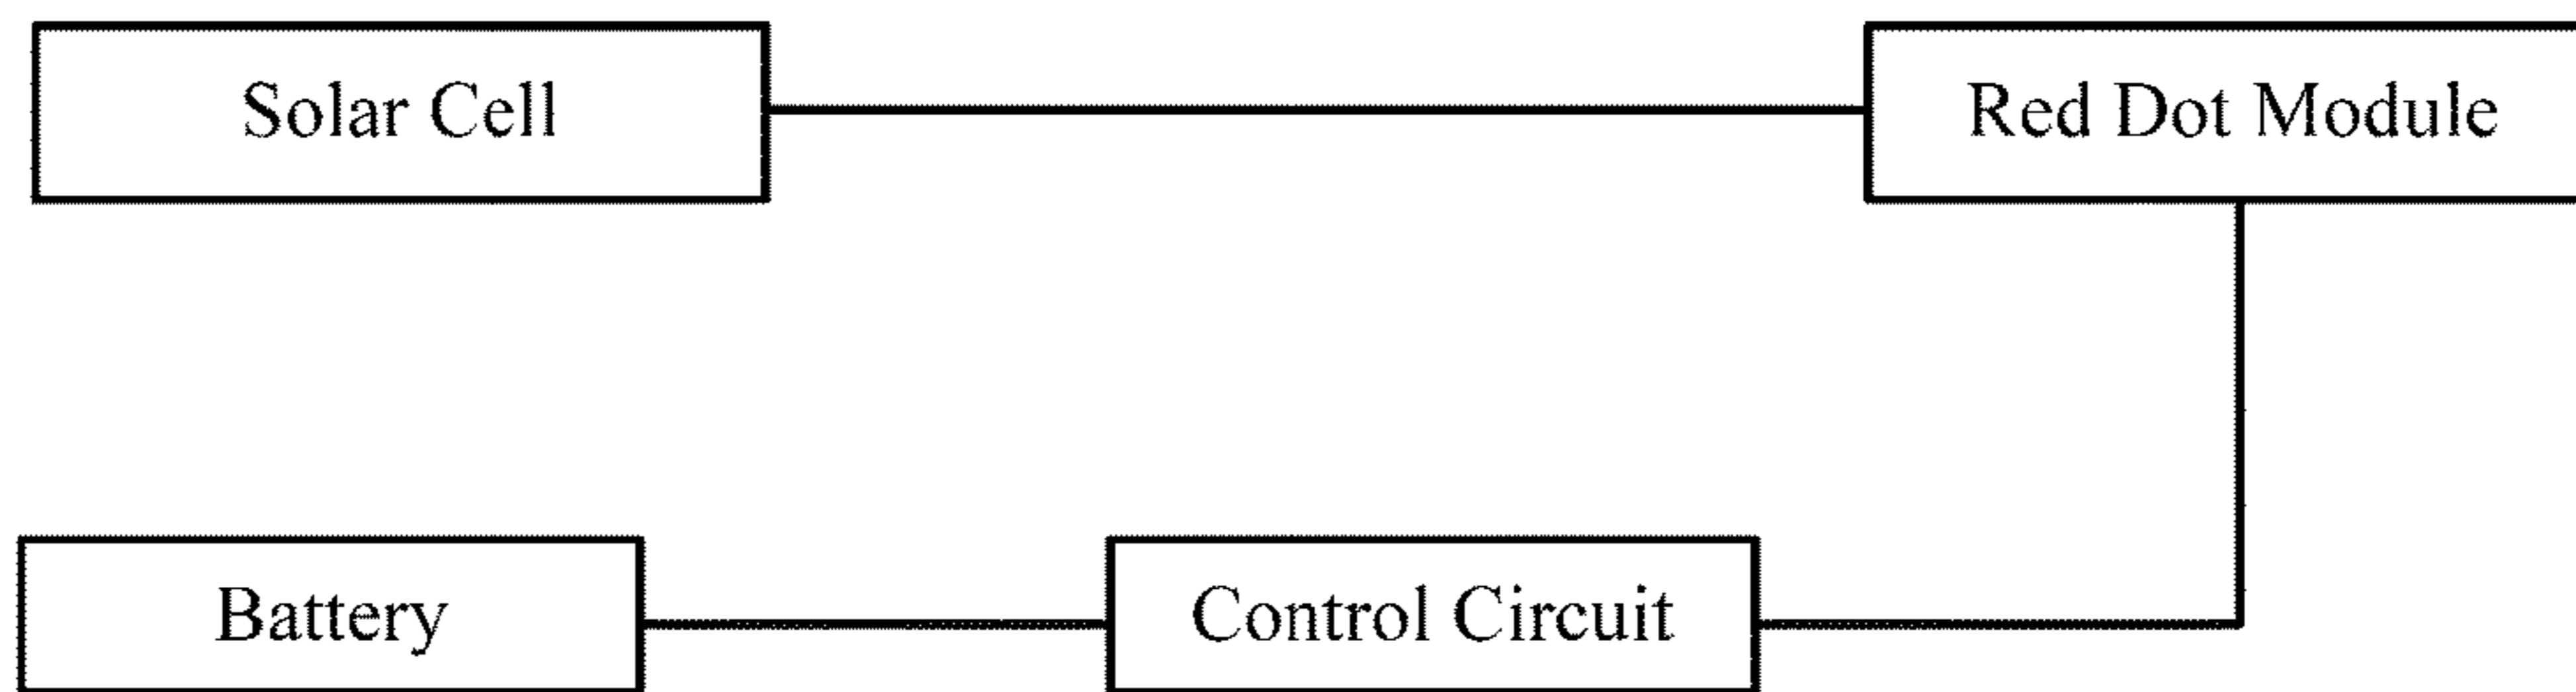 Solar Cell
Red Dot Module
Battery
Control Circuit